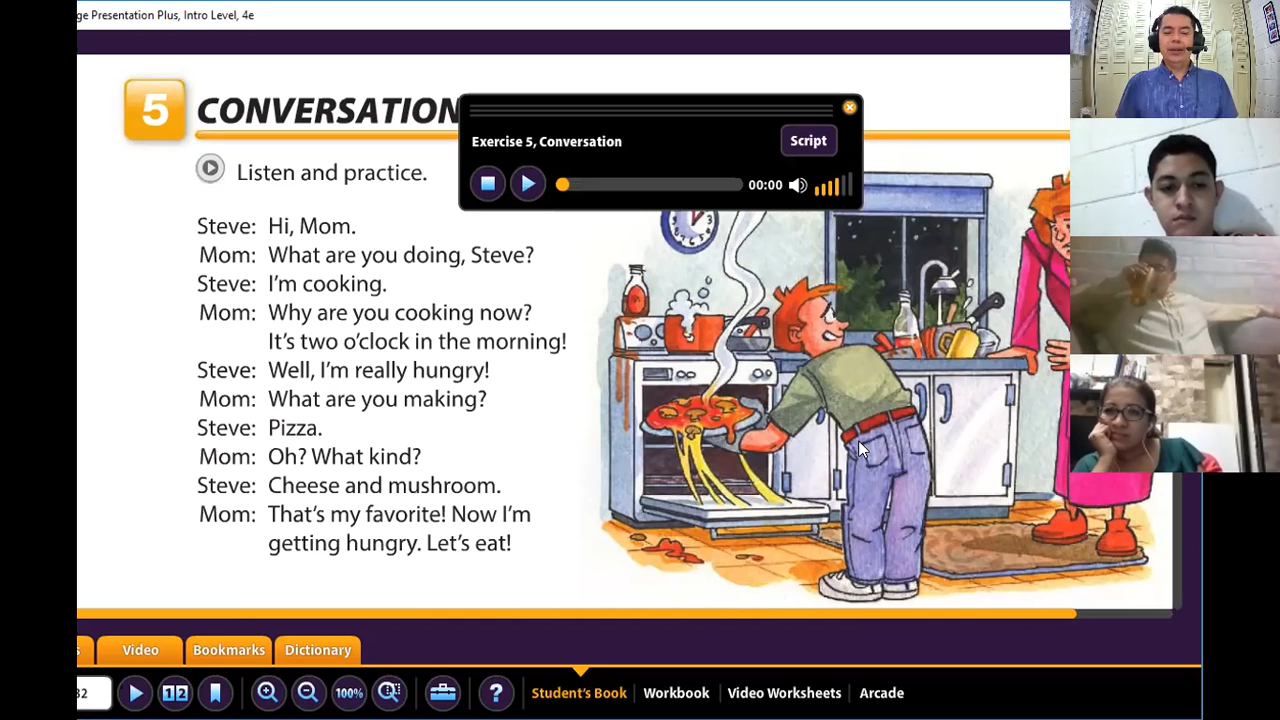 ge Presentation Plus, Intro Level, 4e
5 CONVERSATION
Exercise 5, Conversation
Script
00:00
Listen and practice.
Steve: Hi, Mom.
Mom: What are you doing, Steve?
Steve: I'm cooking.
Mom: Why are you cooking now?
It's two o'clock in the morning!
Steve: Well, I'm really hungry!
Mom: What are you making?
Steve: Pizza.
Mom: Oh? What kind?
Steve: Cheese and mushroom.
Mom: That's my favorite! Now I'm
getting hungry. Let's eat!
s Video Bookmarks Dictionary
32 12 100% ? Student's Book Workbook Video Worksheets Arcade